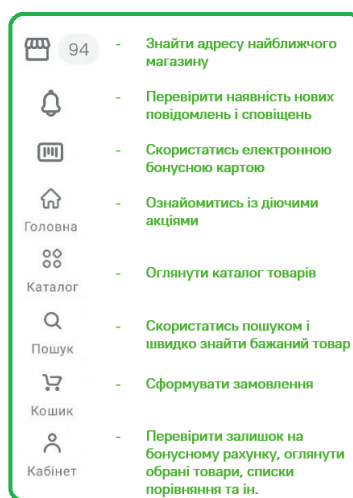 94 - Знайти адресу найближчого
магазину
- Перевірити наявність нових
повідомлень і сповіщень
- Скористатись електронною
бонусною картою
Головна - Ознайомитись із діючими
акціями
Каталог - Оглянути каталог товарів
Пошук - Скористатись пошуком і
швидко знайти бажаний товар
Кошик - Сформувати замовлення
Кабінет - Перевірити залишок на
бонусному рахунку, оглянути
обрані товари, списки
порівняння та ін.